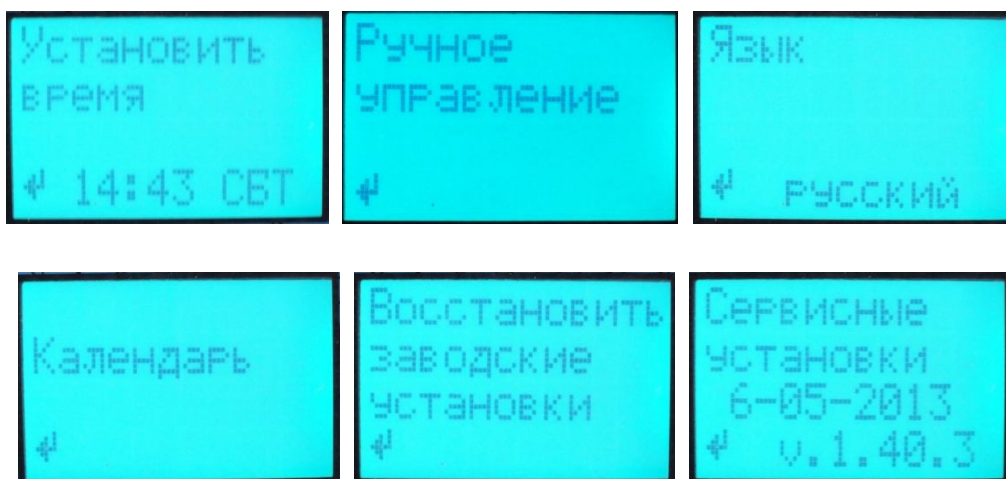 Установить
время
14:43 СБТ
Ручное
управление
Язык
русский
Календарь
Восстановить
заводские
установки
Сервисные
установки
6-05-2013
v.1.40.3